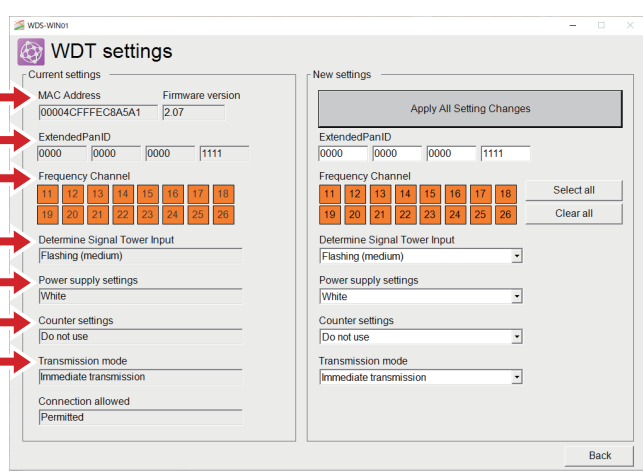 WDS-WIN01
WDT settings
Current settings
MAC Address Firmware version
00004CFFFEC8A5A1 2.07
ExtendedPanID
0000 0000 0000 1111
Frequency Channel
11 12 13 14 15 16 17 18
19 20 21 22 23 24 25 26
Determine Signal Tower Input
Flashing (medium)
Power supply settings
White
Counter settings
Do not use
Transmission mode
Immediate transmission
Connection allowed
Permitted
New settings
Apply All Setting Changes
ExtendedPanID
0000 0000 0000 1111
Frequency Channel
11 12 13 14 15 16 17 18 Select all
19 20 21 22 23 24 25 26 Clear all
Determine Signal Tower Input
Flashing (medium)
Power supply settings
White
Counter settings
Do not use
Transmission mode
Immediate transmission
Back